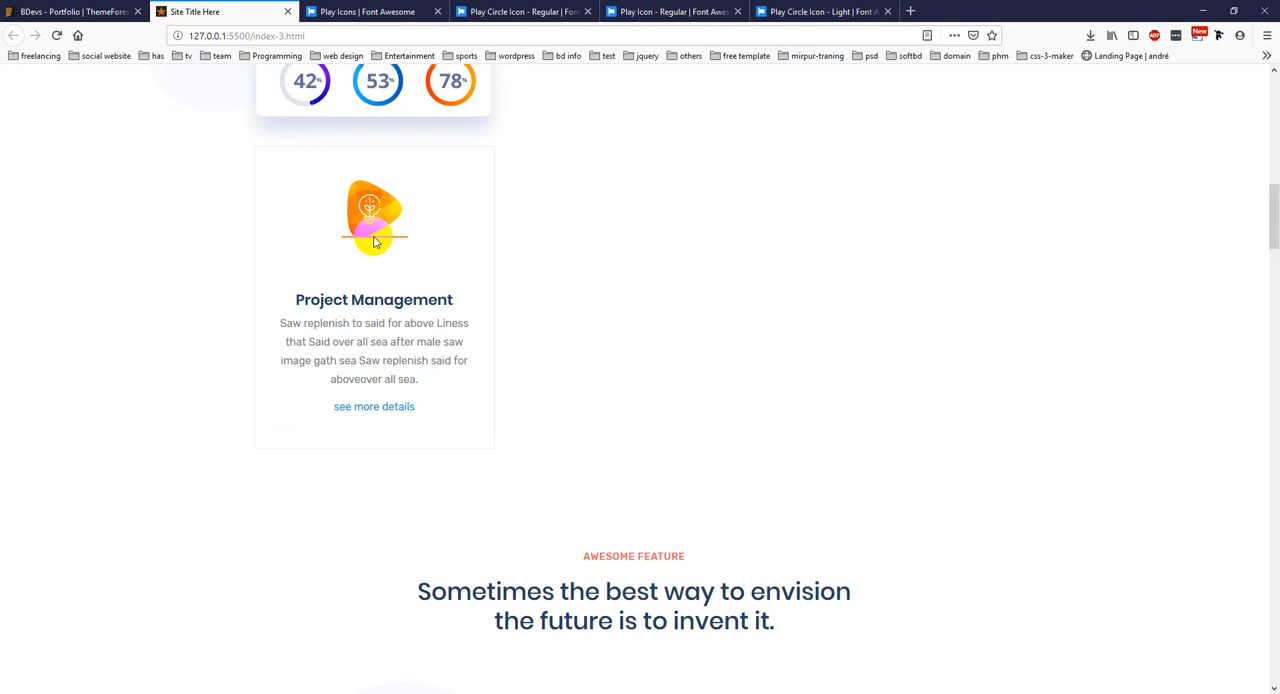 BDevs - Portfolio | ThemeFores
Site Title Here
Play Icons | Font Awesome
Play Circle Icon - Regular | Fon
Play Icon - Regular | Font Awes
Play Circle Icon - Light | Font A
127.0.0.1:5500/index-3.html
New
freelancing social website has tv team Programming web design Entertainment sports wordpress bd info test jquery others free template mirpur-traning psd softbd domain phm css-3-maker Landing Page | andré
42%
53%
78%
Project Management
Saw replenish to said for above Liness
that Said over all sea after male saw
image gath sea Saw replenish said for
aboveover all sea.
see more details
AWESOME FEATURE
Sometimes the best way to envision
the future is to invent it.